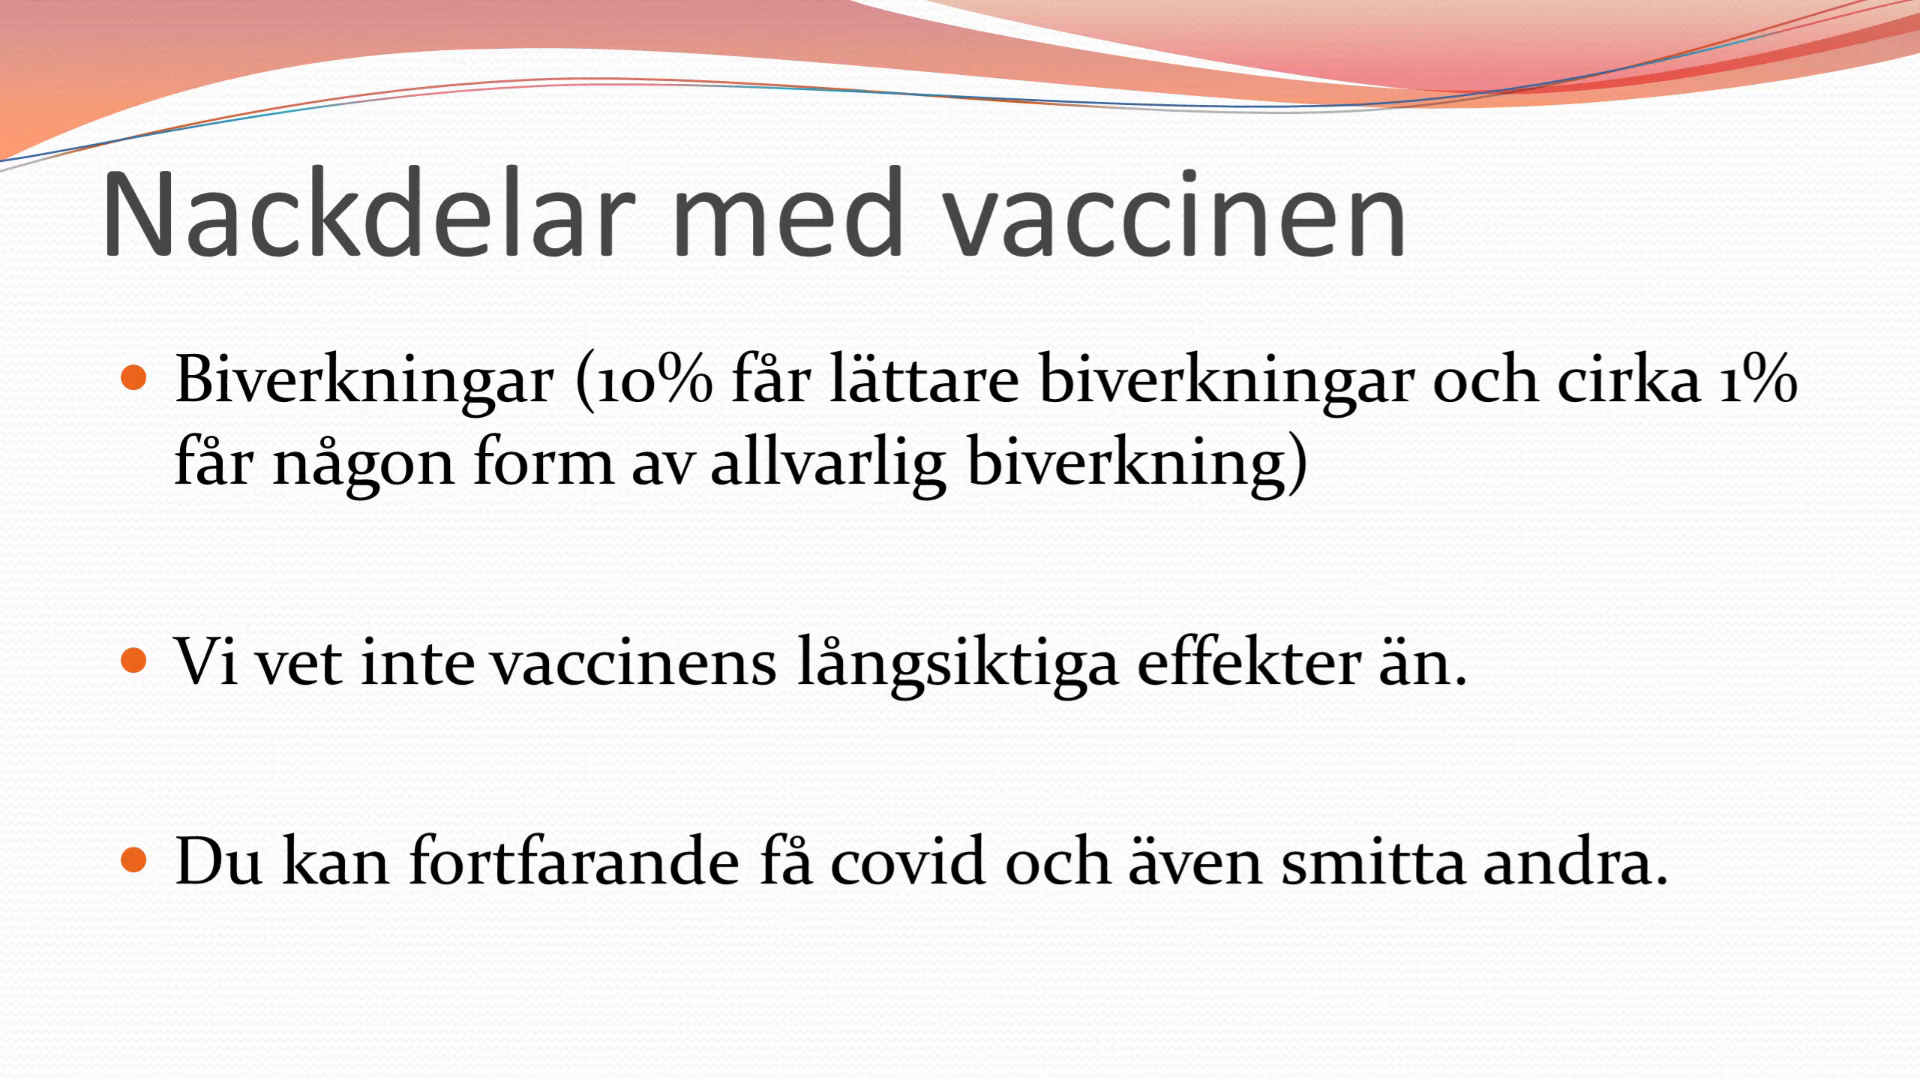 Nackdelar med vaccinen
Biverkningar (10% får lättare biverkningar och cirka 1%
får någon form av allvarlig biverkning)
Vi vet inte vaccinens långsiktiga effekter än.
Du kan fortfarande få covid och även smitta andra.